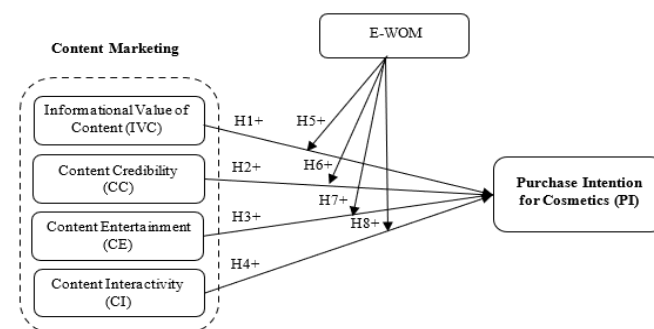 E-WOM
Content Marketing
Informational Value of
Content (IVC)
Content Credibility
(CC)
Content Entertainment
(CE)
Content Interactivity
(CI)
H1+
H2+
H3+
H4+
H5+
H6+
H7+
H8+
Purchase Intention
for Cosmetics (PI)